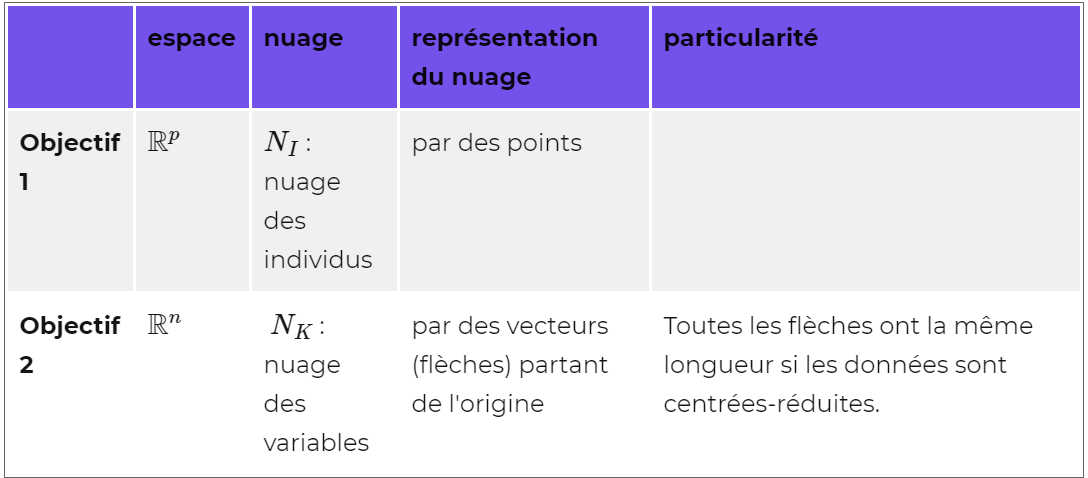 espace nuage représentation particularité
du nuage
Objectif ℝᵖ N_I : par des points
1 nuage
des
individus
Objectif ℝⁿ N_K : par des vecteurs Toutes les flèches ont la même
2 nuage (flèches) partant longueur si les données sont
des de l'origine centrées-réduites.
variables